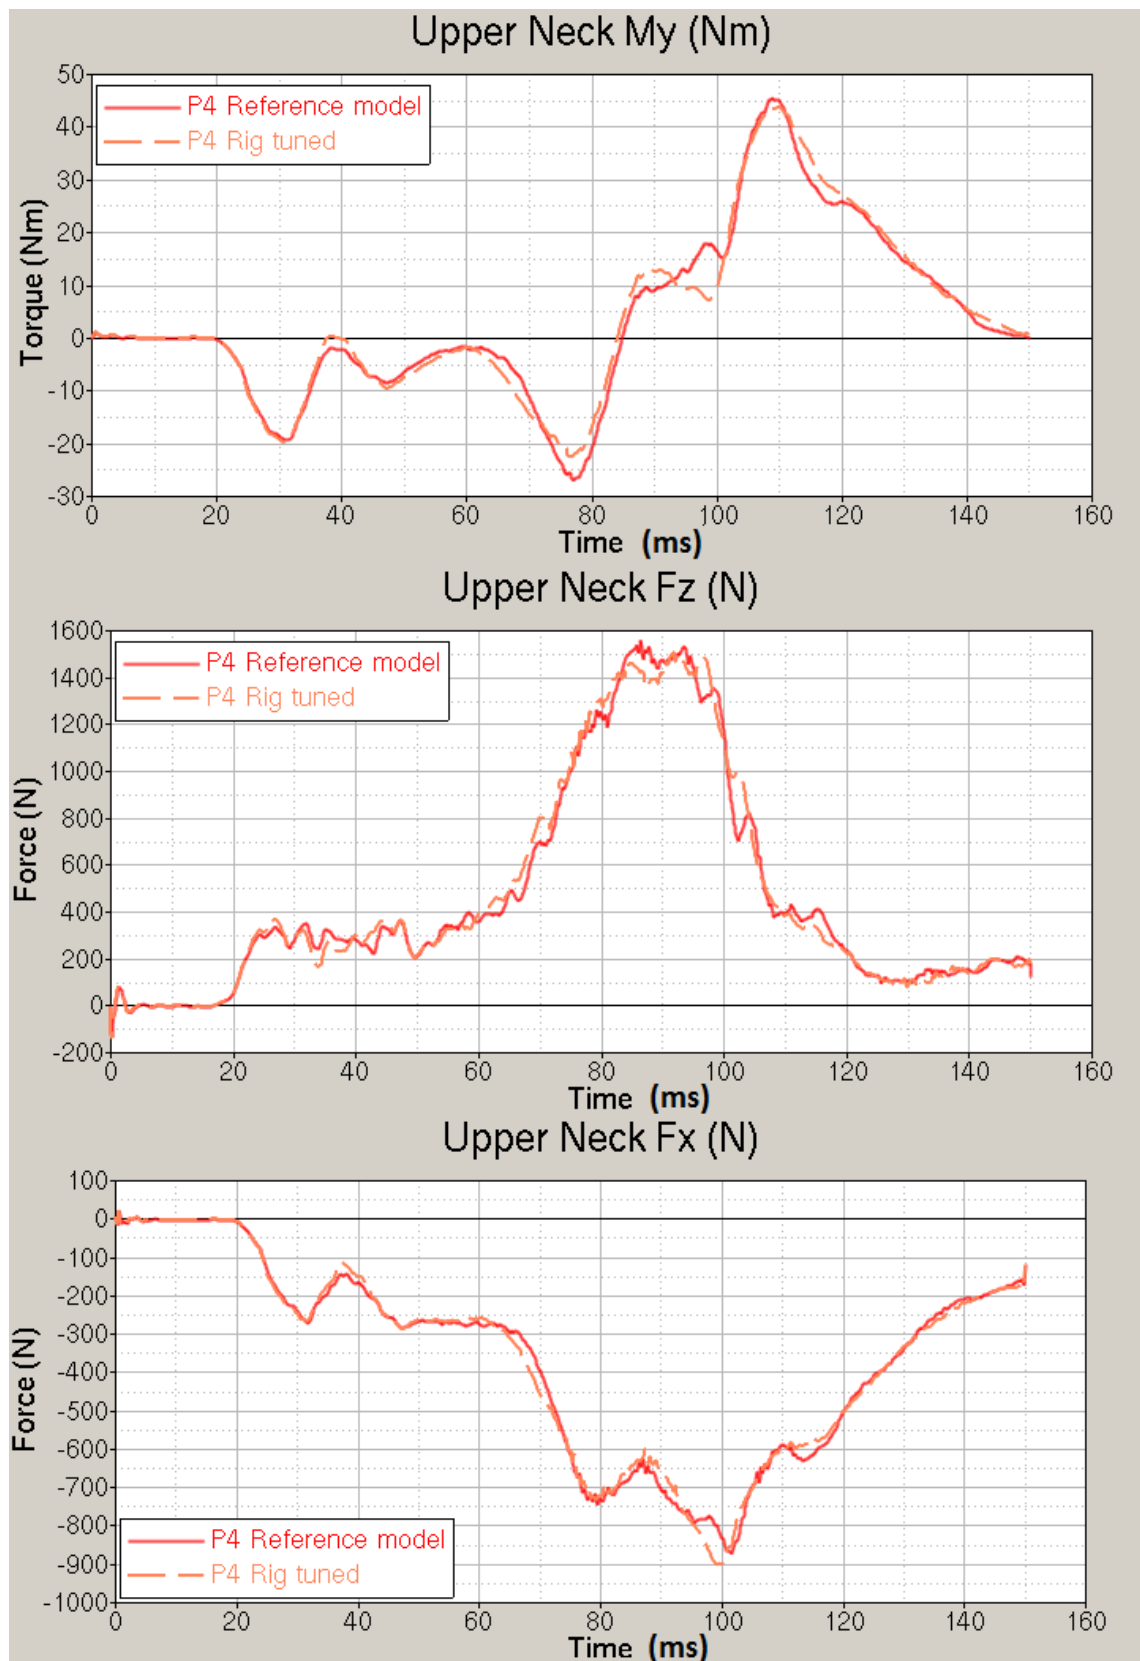 Upper Neck My (Nm)
50
40
30
20
10
0
-10
-20
-30
Torque (Nm)
P4 Reference model
P4 Rig tuned
0 20 40 60 80 100 120 140 160
Time (ms)
Upper Neck Fz (N)
1600
1400
1200
1000
800
600
400
200
0
-200
Force (N)
P4 Reference model
P4 Rig tuned
0 20 40 60 80 100 120 140 160
Time (ms)
Upper Neck Fx (N)
100
0
-100
-200
-300
-400
-500
-600
-700
-800
-900
-1000
Force (N)
P4 Reference model
P4 Rig tuned
0 20 40 60 80 100 120 140 160
Time (ms)